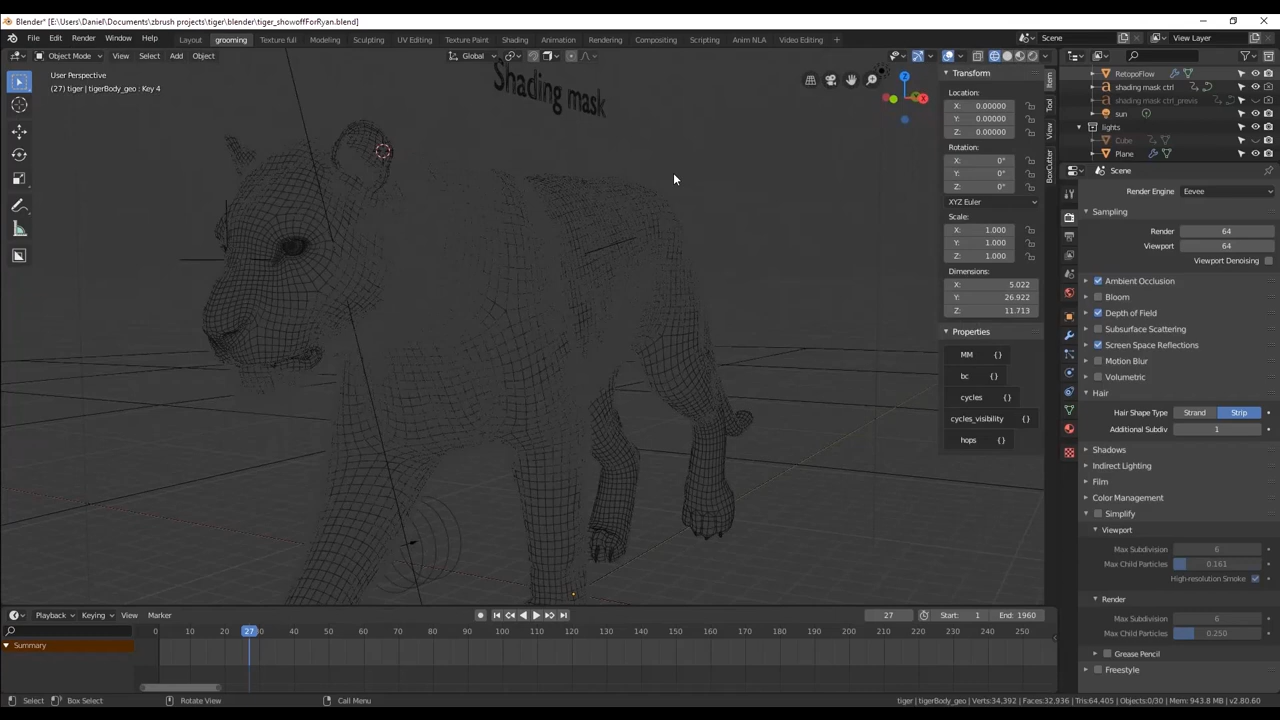 Blender* [E:\Users\Daniel\Documents\zbrush projects\tiger\blender\tiger_showoffForRyan.blend]
File Edit Render Window Help Layout grooming Texture full Modeling Sculpting UV Editing Texture Paint Shading Animation Rendering Compositing Scripting Anim NLA Video Editing + Scene View Layer
Object Mode View Select Add Object Global
User Perspective
(27) tiger | tigerBody_geo : Key 4
Shading mask
Transform
Location:
X: 0.00000
Y: 0.00000
Z: 0.00000
Rotation:
X: 0°
Y: 0°
Z: 0°
XYZ Euler
Scale:
X: 1.000
Y: 1.000
Z: 1.000
Dimensions:
X: 5.022
Y: 26.922
Z: 11.713
Properties
MM {}
bc {}
cycles {}
cycles_visibility {}
hops {}
Item
Tool
View
BoxCutter
RetopoFlow
shading mask ctrl
shading mask ctrl_previs
sun
lights
Cube
Plane
Scene
Render Engine Eevee
Sampling
Render 64
Viewport 64
Viewport Denoising
Ambient Occlusion
Bloom
Depth of Field
Subsurface Scattering
Screen Space Reflections
Motion Blur
Volumetric
Hair
Hair Shape Type Strand Strip
Additional Subdiv 1
Shadows
Indirect Lighting
Film
Color Management
Simplify
Viewport
Max Subdivision 6
Max Child Particles 0.161
High-resolution Smoke
Render
Max Subdivision 6
Max Child Particles 0.250
Grease Pencil
Freestyle
Playback Keying View Marker 27 Start: 1 End: 1960
0 10 20 27 30 40 50 60 70 80 90 100 110 120 130 140 150 160 170 180 190 200 210 220 230 240 250
Summary
Select Box Select Rotate View Call Menu tiger | tigerBody_geo | Verts:34,392 | Faces:32,936 | Tris:64,405 | Objects:0/30 | Mem: 943.8 MB | v2.80.60